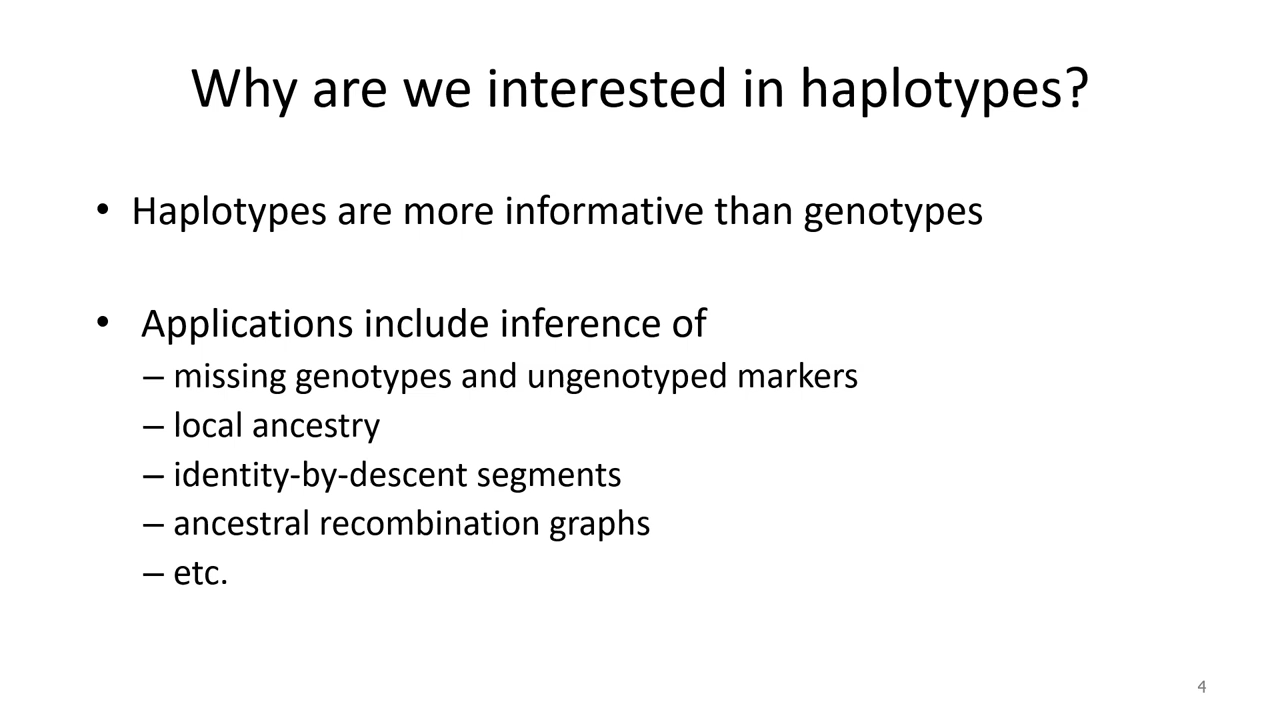 Why are we interested in haplotypes?
• Haplotypes are more informative than genotypes
• Applications include inference of
– missing genotypes and ungenotyped markers
– local ancestry
– identity-by-descent segments
– ancestral recombination graphs
– etc.
4